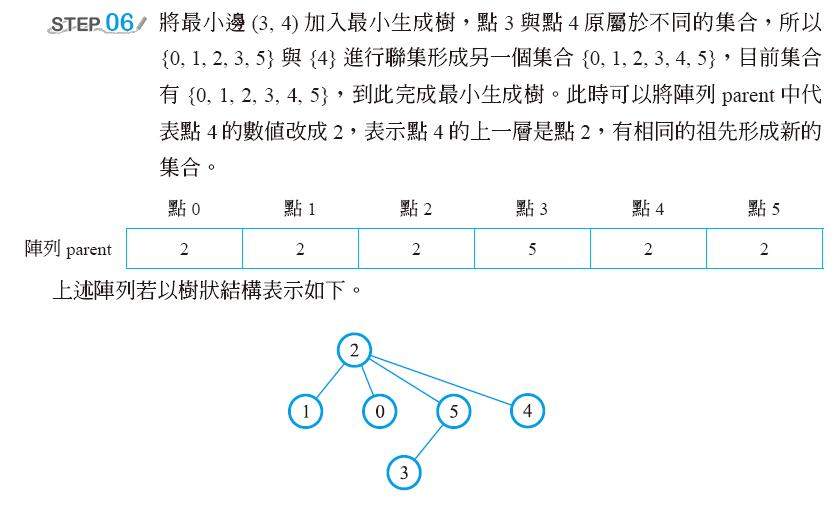 STEP 06 將最小邊 (3, 4) 加入最小生成樹,點 3 與點 4 原屬於不同的集合,所以
{0, 1, 2, 3, 5} 與 {4} 進行聯集形成另一個集合 {0, 1, 2, 3, 4, 5},目前集合
有 {0, 1, 2, 3, 4, 5},到此完成最小生成樹。此時可以將陣列 parent 中代
表點 4 的數值改成 2,表示點 4 的上一層是點 2,有相同的祖先形成新的
集合。
點 0 點 1 點 2 點 3 點 4 點 5
陣列 parent 2 2 2 5 2 2
上述陣列若以樹狀結構表示如下。
2
1 0 5 4
3